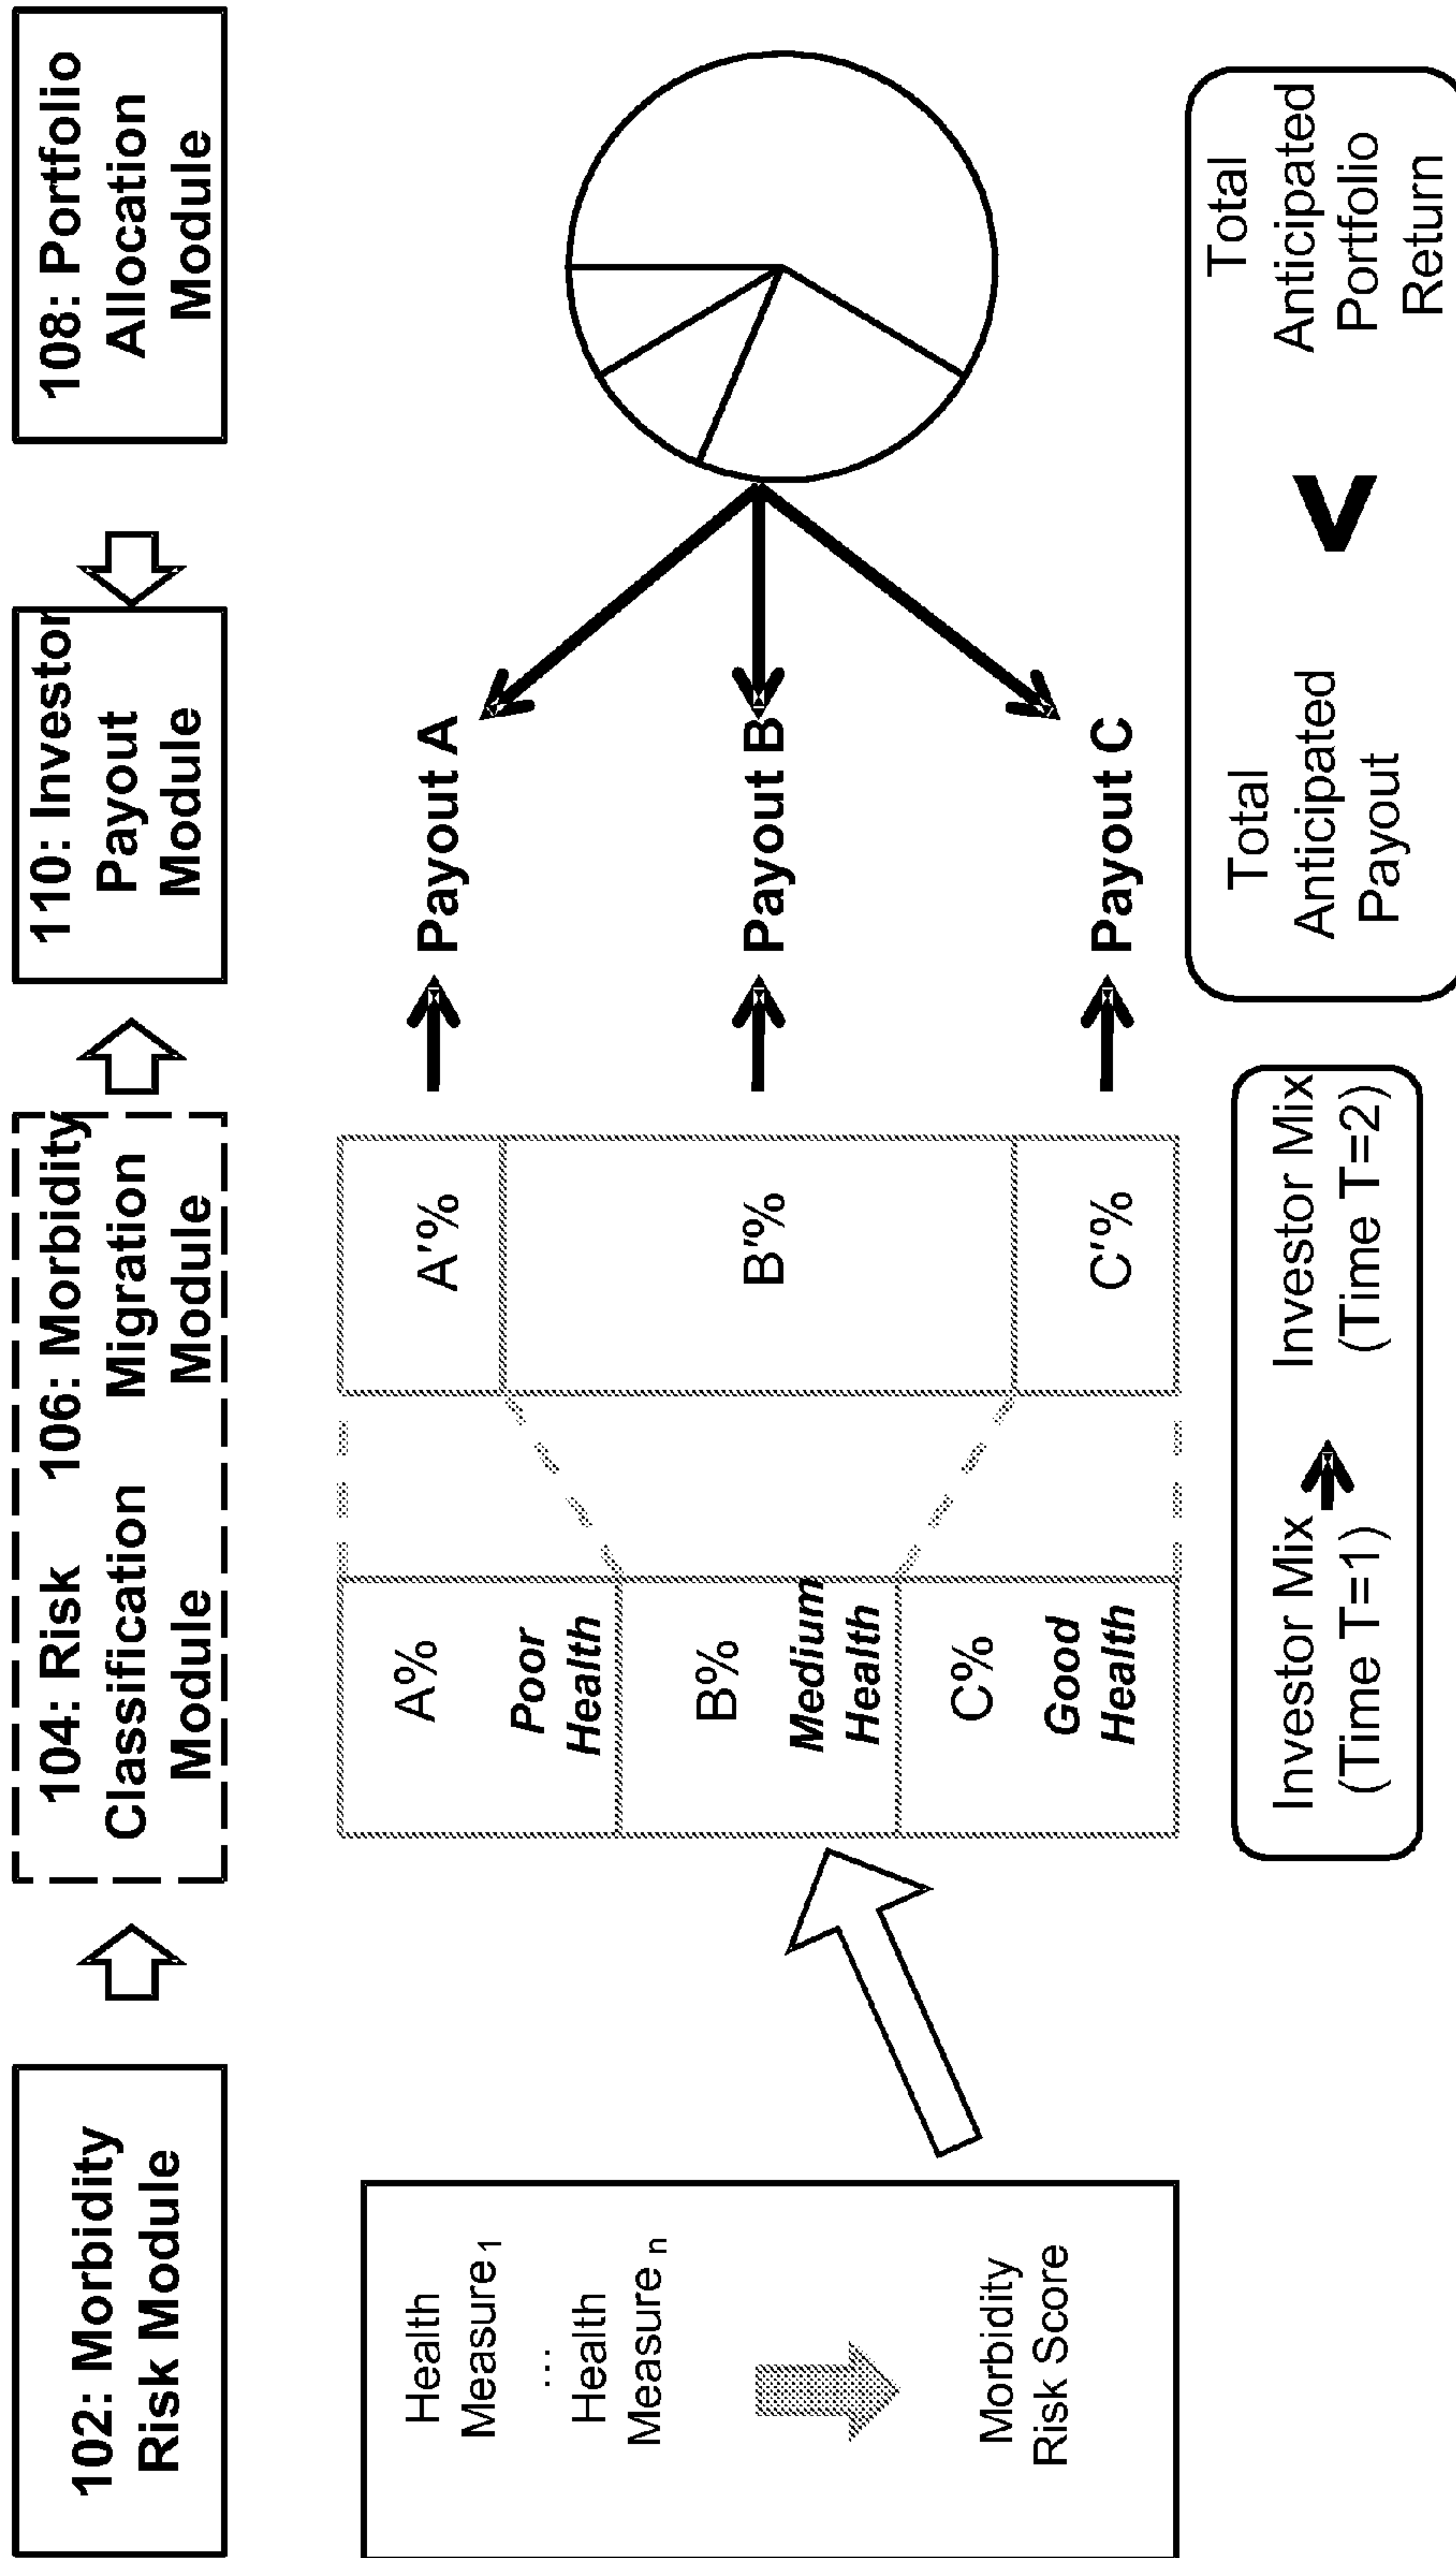 102: Morbidity
Risk Module
104: Risk
Classification
Module
106: Morbidity
Migration
Module
110: Investor
Payout
Module
108: Portfolio
Allocation
Module
Health
Measure 1
...
Health
Measure n
Morbidity
Risk Score
A%
Poor
Health
B%
Medium
Health
C%
Good
Health
A'%
B'%
C'%
Payout A
Payout B
Payout C
Investor Mix
(Time T=1)
Investor Mix
(Time T=2)
Total
Anticipated
Payout
<
Total
Anticipated
Portfolio
Return